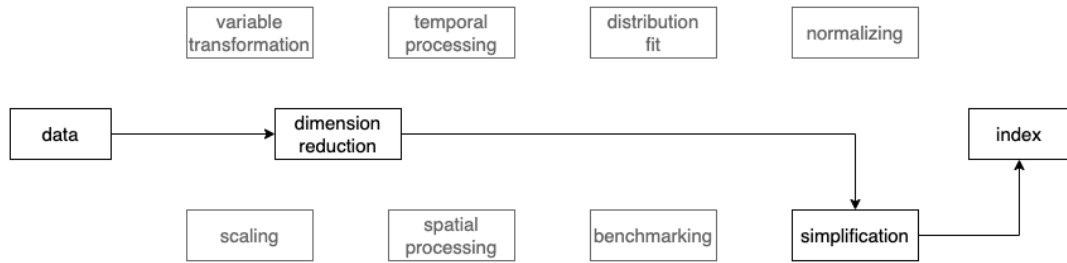 variable
transformation
temporal
processing
distribution
fit
normalizing
data
dimension
reduction
index
scaling
spatial
processing
benchmarking
simplification